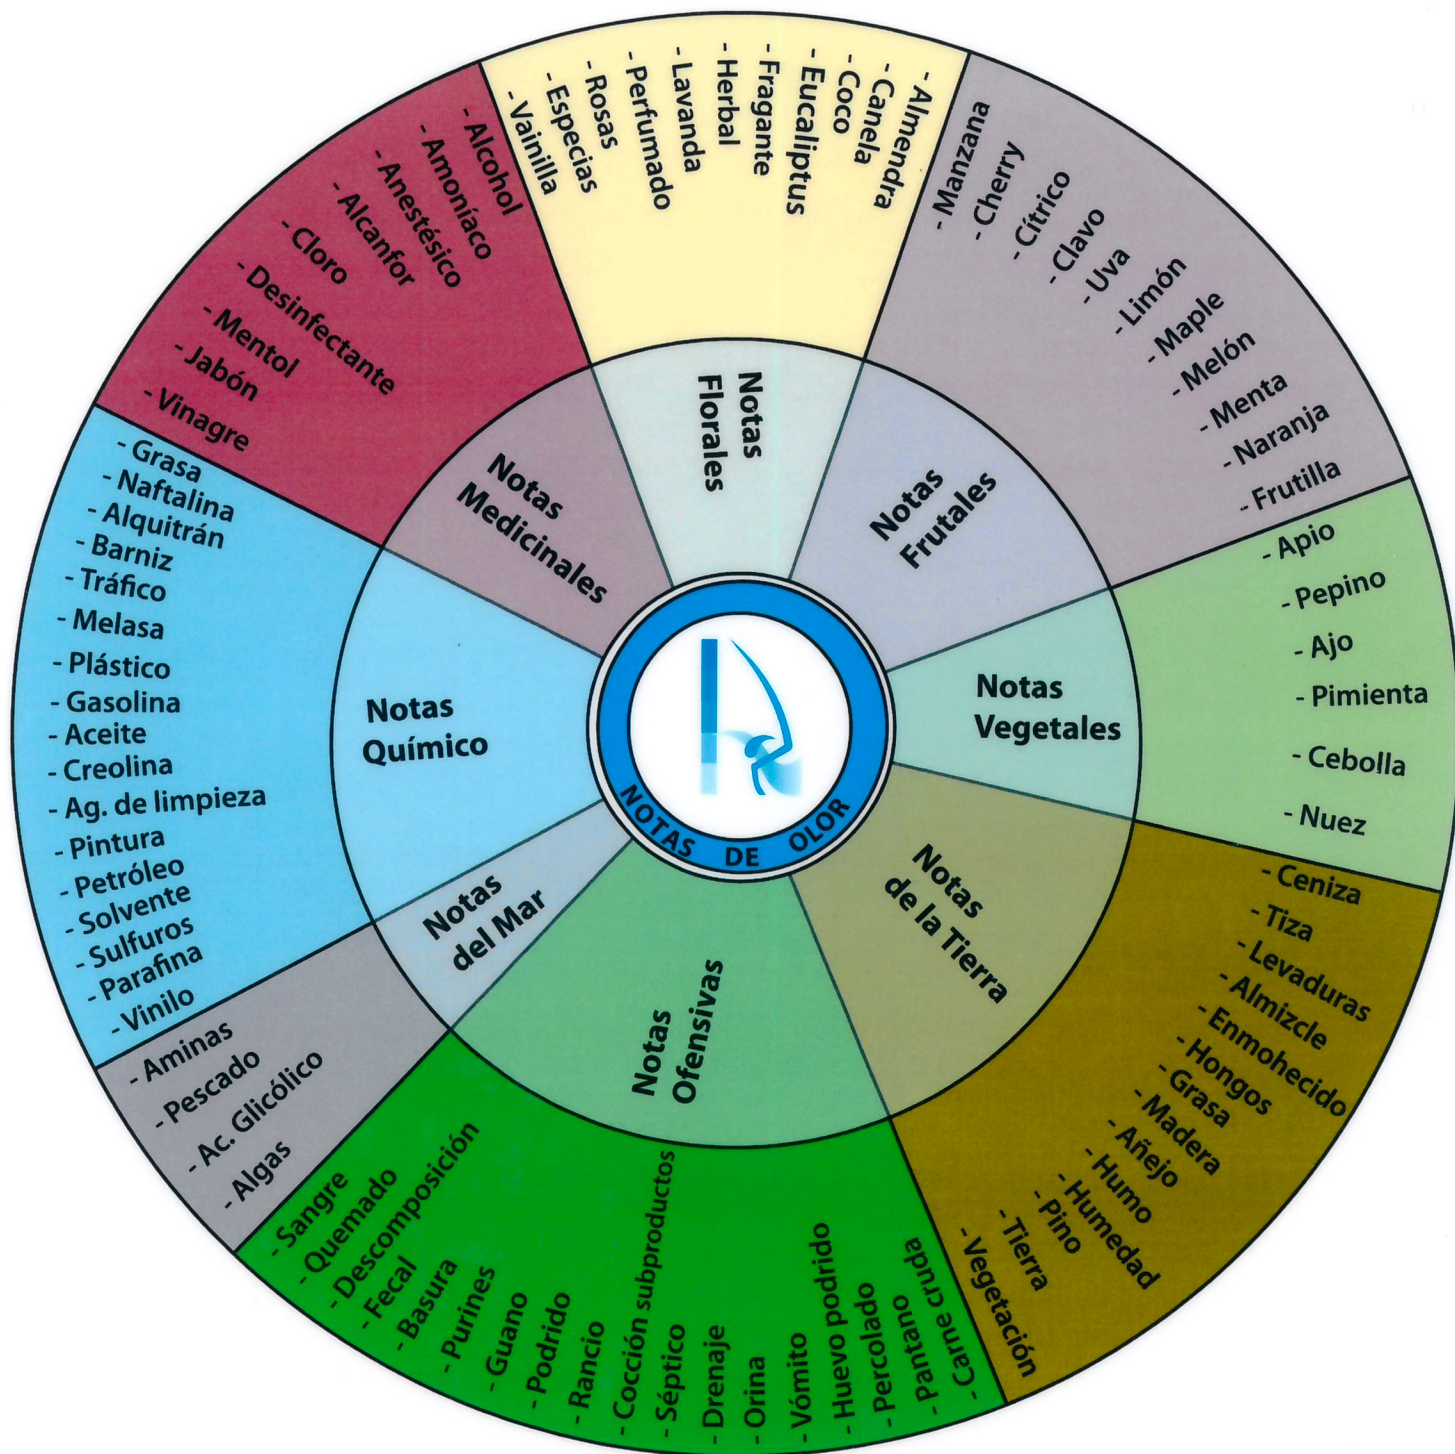 Notas
Florales
- Vainilla
- Especias
- Rosas
- Perfumado
- Lavanda
- Herbal
- Fragante
- Eucaliptus
- Coco
- Canela
- Almendra
Notas
Frutales
- Manzana
- Cherry
- Cítrico
- Clavo
- Uva
- Limón
- Maple
- Melón
- Menta
- Naranja
- Frutilla
Notas
Vegetales
- Apio
- Pepino
- Ajo
- Pimienta
- Cebolla
- Nuez
Notas
de la Tierra
- Ceniza
- Tiza
- Levaduras
- Almizcle
- Enmohecido
- Hongos
- Grasa
- Madera
- Añejo
- Humo
- Humedad
- Pino
- Tierra
- Vegetación
Notas
Ofensivas
- Sangre
- Quemado
- Descomposición
- Fecal
- Basura
- Purines
- Guano
- Podrido
- Rancio
- Cocción subproductos
- Séptico
- Drenaje
- Orina
- Vómito
- Huevo podrido
- Percolado
- Pantano
- Carne cruda
Notas
del Mar
- Aminas
- Pescado
- Ac. Glicólico
- Algas
Notas
Químico
- Grasa
- Naftalina
- Alquitrán
- Barniz
- Tráfico
- Melasa
- Plástico
- Gasolina
- Aceite
- Creolina
- Ag. de limpieza
- Pintura
- Petróleo
- Solvente
- Sulfuros
- Parafina
- Vinilo
Notas
Medicinales
- Alcohol
- Amoníaco
- Anestésico
- Alcanfor
- Cloro
- Desinfectante
- Mentol
- Jabón
- Vinagre
NOTAS DE OLOR